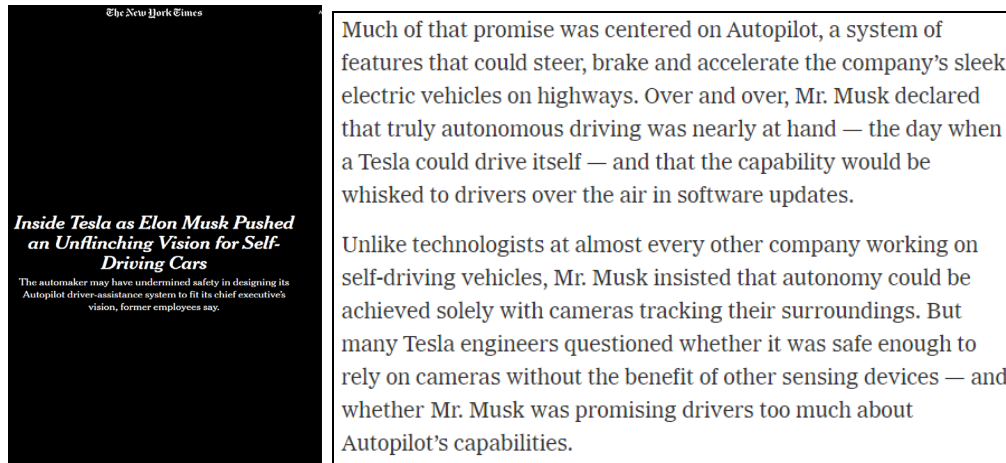 The New York Times
Inside Tesla as Elon Musk Pushed
an Unflinching Vision for Self-
Driving Cars
The automaker may have undermined safety in designing its
Autopilot driver-assistance system to fit its chief executive's
vision, former employees say.
Much of that promise was centered on Autopilot, a system of
features that could steer, brake and accelerate the company’s sleek
electric vehicles on highways. Over and over, Mr. Musk declared
that truly autonomous driving was nearly at hand — the day when
a Tesla could drive itself — and that the capability would be
whisked to drivers over the air in software updates.
Unlike technologists at almost every other company working on
self-driving vehicles, Mr. Musk insisted that autonomy could be
achieved solely with cameras tracking their surroundings. But
many Tesla engineers questioned whether it was safe enough to
rely on cameras without the benefit of other sensing devices — and
whether Mr. Musk was promising drivers too much about
Autopilot’s capabilities.